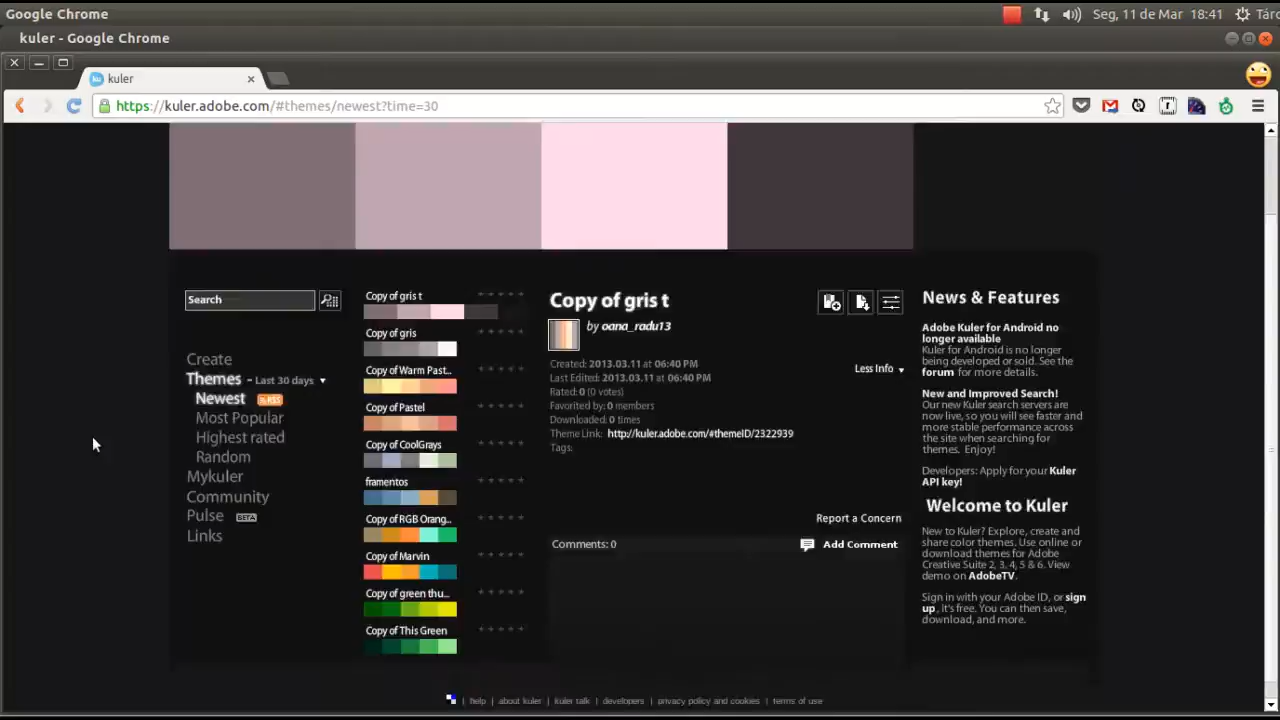 Google Chrome
Seg, 11 de Mar 18:41
kuler - Google Chrome
ku kuler
https://kuler.adobe.com/#themes/newest?time=30
Search
Create
Themes - Last 30 days
Newest RSS
Most Popular
Highest rated
Random
Mykuler
Community
Pulse BETA
Links
Copy of gris t
Copy of gris
Copy of Warm Past..
Copy of Pastel
Copy of CoolGrays
framentos
Copy of RGB Orang..
Copy of Marvin
Copy of green thu...
Copy of This Green
Copy of gris t
by oana_radu13
Created: 2013.03.11 at 06:40 PM
Last Edited: 2013.03.11 at 06:40 PM
Rated: 0 (0 votes)
Favorited by: 0 members
Downloaded: 0 times
Theme Link: http://kuler.adobe.com/#themeID/2322939
Tags:
Less Info
Report a Concern
Comments: 0
Add Comment
News & Features
Adobe Kuler for Android no
longer available
Kuler for Android is no longer
being developed or sold. See the
forum for more details.
New and Improved Search!
Our new Kuler search servers are
now live, so you will see faster and
more stable performance across
the site when searching for
themes. Enjoy!
Developers: Apply for your Kuler
API key!
Welcome to Kuler
New to Kuler? Explore, create and
share color themes. Use online or
download themes for Adobe
Creative Suite 2, 3, 4, 5 & 6. View
demo on AdobeTV.
Sign in with your Adobe ID, or sign
up, it's free. You can then save,
download, and more.
| help | about kuler | Kuler talk | developers | privacy policy and cookies | terms of use